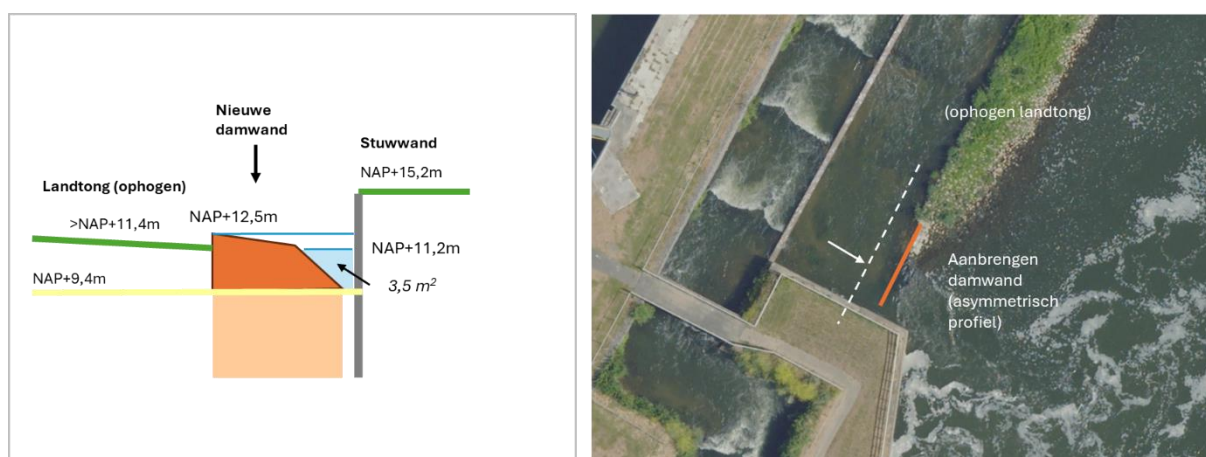 Nieuwe
damwand
Stuwwand
NAP+15,2m
Landtong (ophogen)
NAP+12,5m
>NAP+11,4m
NAP+11,2m
NAP+9,4m
3,5 m²
(ophogen landtong)
Aanbrengen
damwand
(asymmetrisch
profiel)